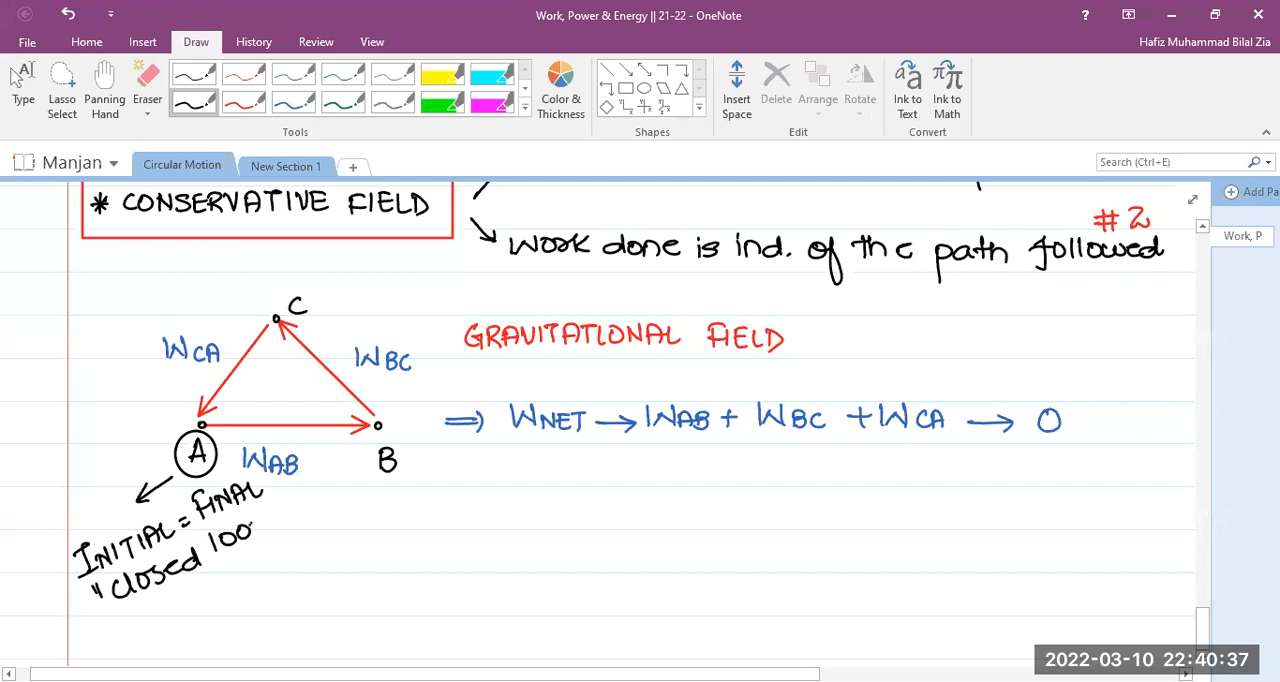 Work, Power & Energy || 21-22 - OneNote
File Home Insert Draw History Review View
Hafiz Muhammad Bilal Zia
Type
Lasso Select
Panning Hand
Eraser
Color & Thickness
Insert Space
Delete
Arrange
Rotate
Ink to Text
Ink to Math
Tools
Shapes
Edit
Convert
Manjan
Circular Motion
New Section 1
Search (Ctrl+E)
Add Pa
Work, P
* CONSERVATIVE FIELD
#2
Work done is ind. of the path followed
C
GRAVITATIONAL FIELD
WCA
WBC
⇒ WNET → WAB + WBC + WCA → 0
A
WAB
B
INITIAL = FINAL
"closed loo
2022-03-10 22:40:37